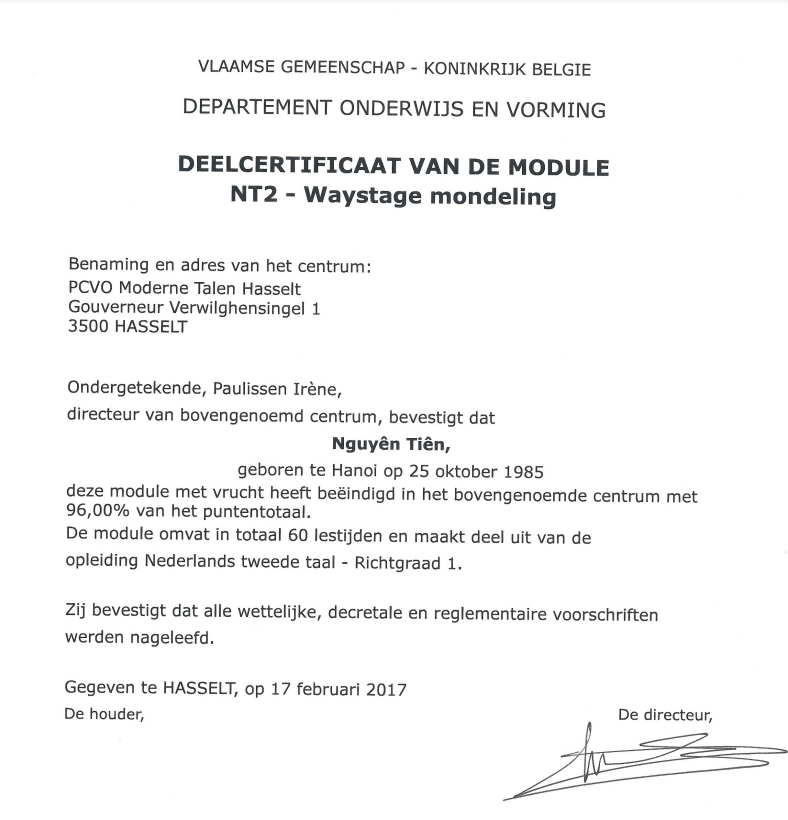 VLAAMSE GEMEENSCHAP - KONINKRIJK BELGIE
DEPARTEMENT ONDERWIJS EN VORMING
DEELCERTIFICAAT VAN DE MODULE
NT2 - Waystage mondeling
Benaming en adres van het centrum:
PCVO Moderne Talen Hasselt
Gouverneur Verwilghensingel 1
3500 HASSELT
Ondergetekende, Paulissen Irène,
directeur van bovengenoemd centrum, bevestigt dat
Nguyên Tiên,
geboren te Hanoi op 25 oktober 1985
deze module met vrucht heeft beëindigd in het bovengenoemde centrum met
96,00% van het puntentotaal.
De module omvat in totaal 60 lestijden en maakt deel uit van de
opleiding Nederlands tweede taal - Richtgraad 1.
Zij bevestigt dat alle wettelijke, decretale en reglementaire voorschriften
werden nageleefd.
Gegeven te HASSELT, op 17 februari 2017
De houder,
De directeur,